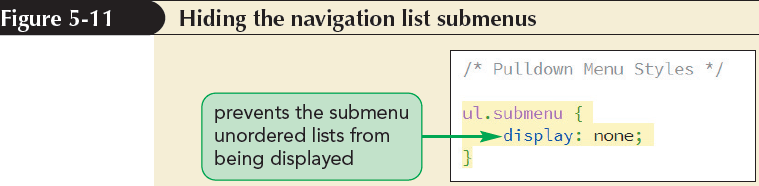 Figure 5-11 Hiding the navigation list submenus
/* Pulldown Menu Styles */
prevents the submenu
unordered lists from
being displayed
ul.submenu {
display: none;
}